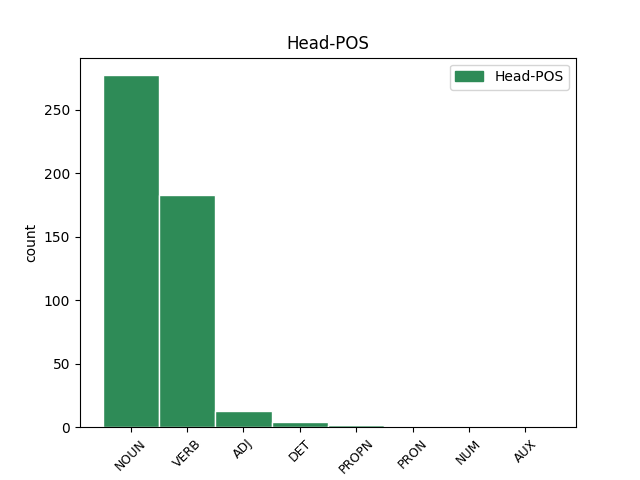 Head-POS
Head-POS
250
200
150
100
50
0
count
NOUN
VERB
ADJ
DET
PROPN
PRON
NUM
AUX